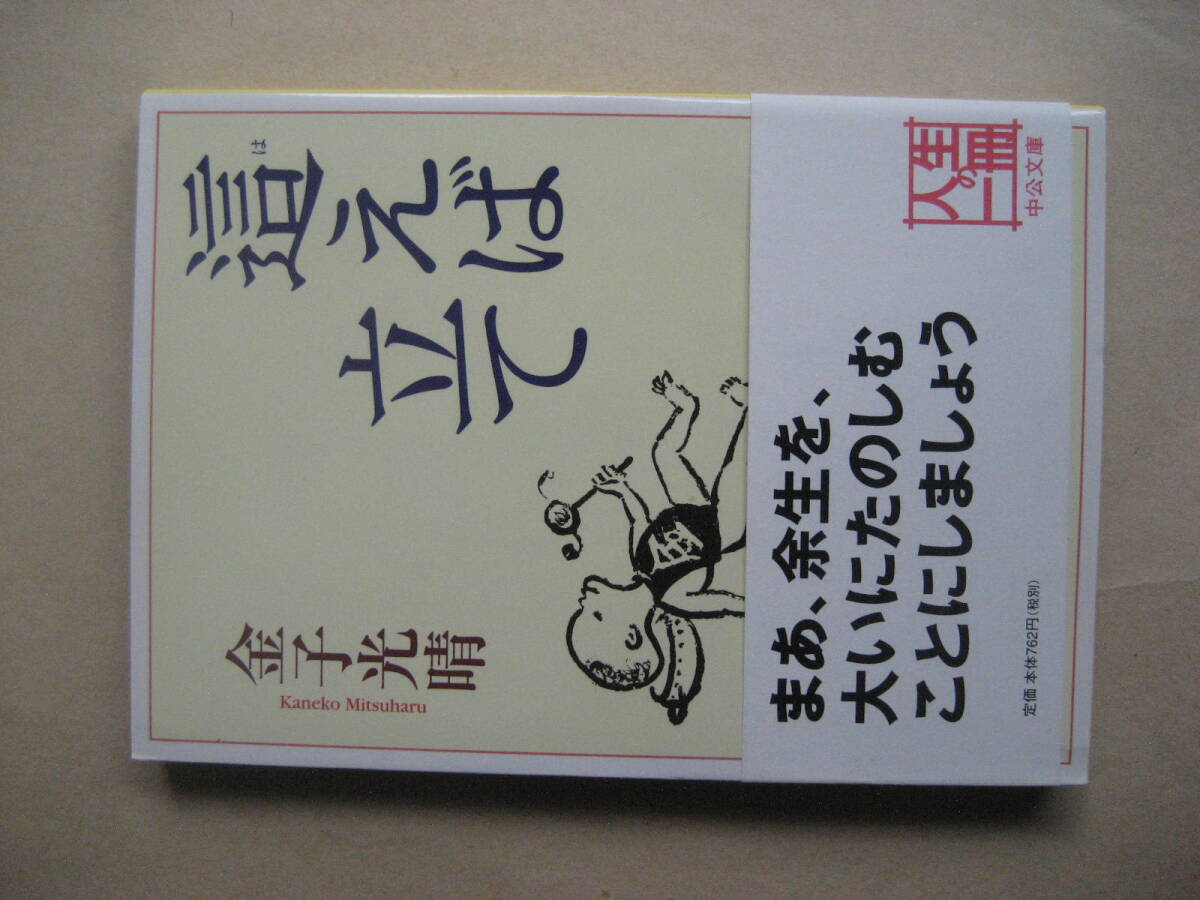 は
這えば
立て
金子光晴
Kaneko Mitsuharu
まあ、余生を、
大いにたのしむ
ことにしましょう
人生の
一冊
中公文庫
定価 本体762円(税別)